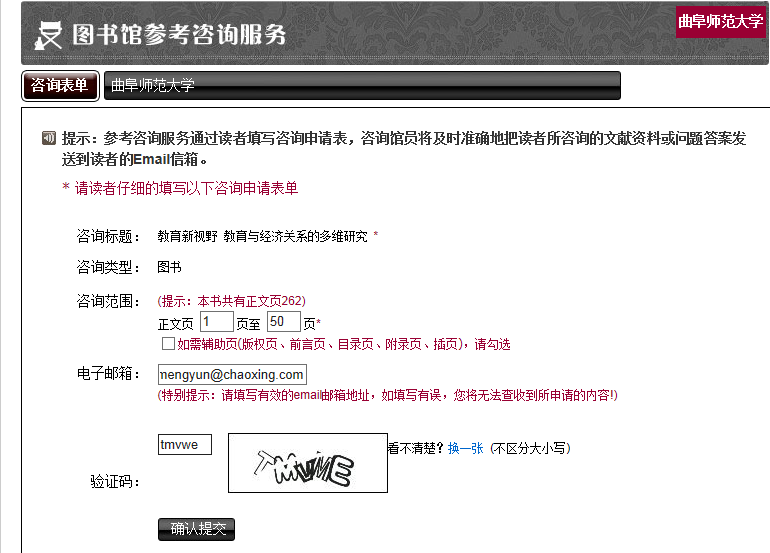 图书馆参考咨询服务
曲阜师范大学
咨询表单 曲阜师范大学
提示：参考咨询服务通过读者填写咨询申请表，咨询馆员将及时准确地把读者所咨询的文献资料或问题答案发
送到读者的Email信箱。
* 请读者仔细的填写以下咨询申请表单
咨询标题： 教育新视野 教育与经济关系的多维研究 *
咨询类型： 图书
咨询范围： (提示：本书共有正文页262)
正文页 1 页至 50 页*
如需辅助页(版权页、前言页、目录页、附录页、插页)，请勾选
电子邮箱： mengyun@chaoxing.com
(特别提示：请填写有效的email邮箱地址，如填写有误，您将无法查收到所申请的内容!)
验证码： tmvwe TMVWE 看不清楚？换一张 (不区分大小写)
确认提交